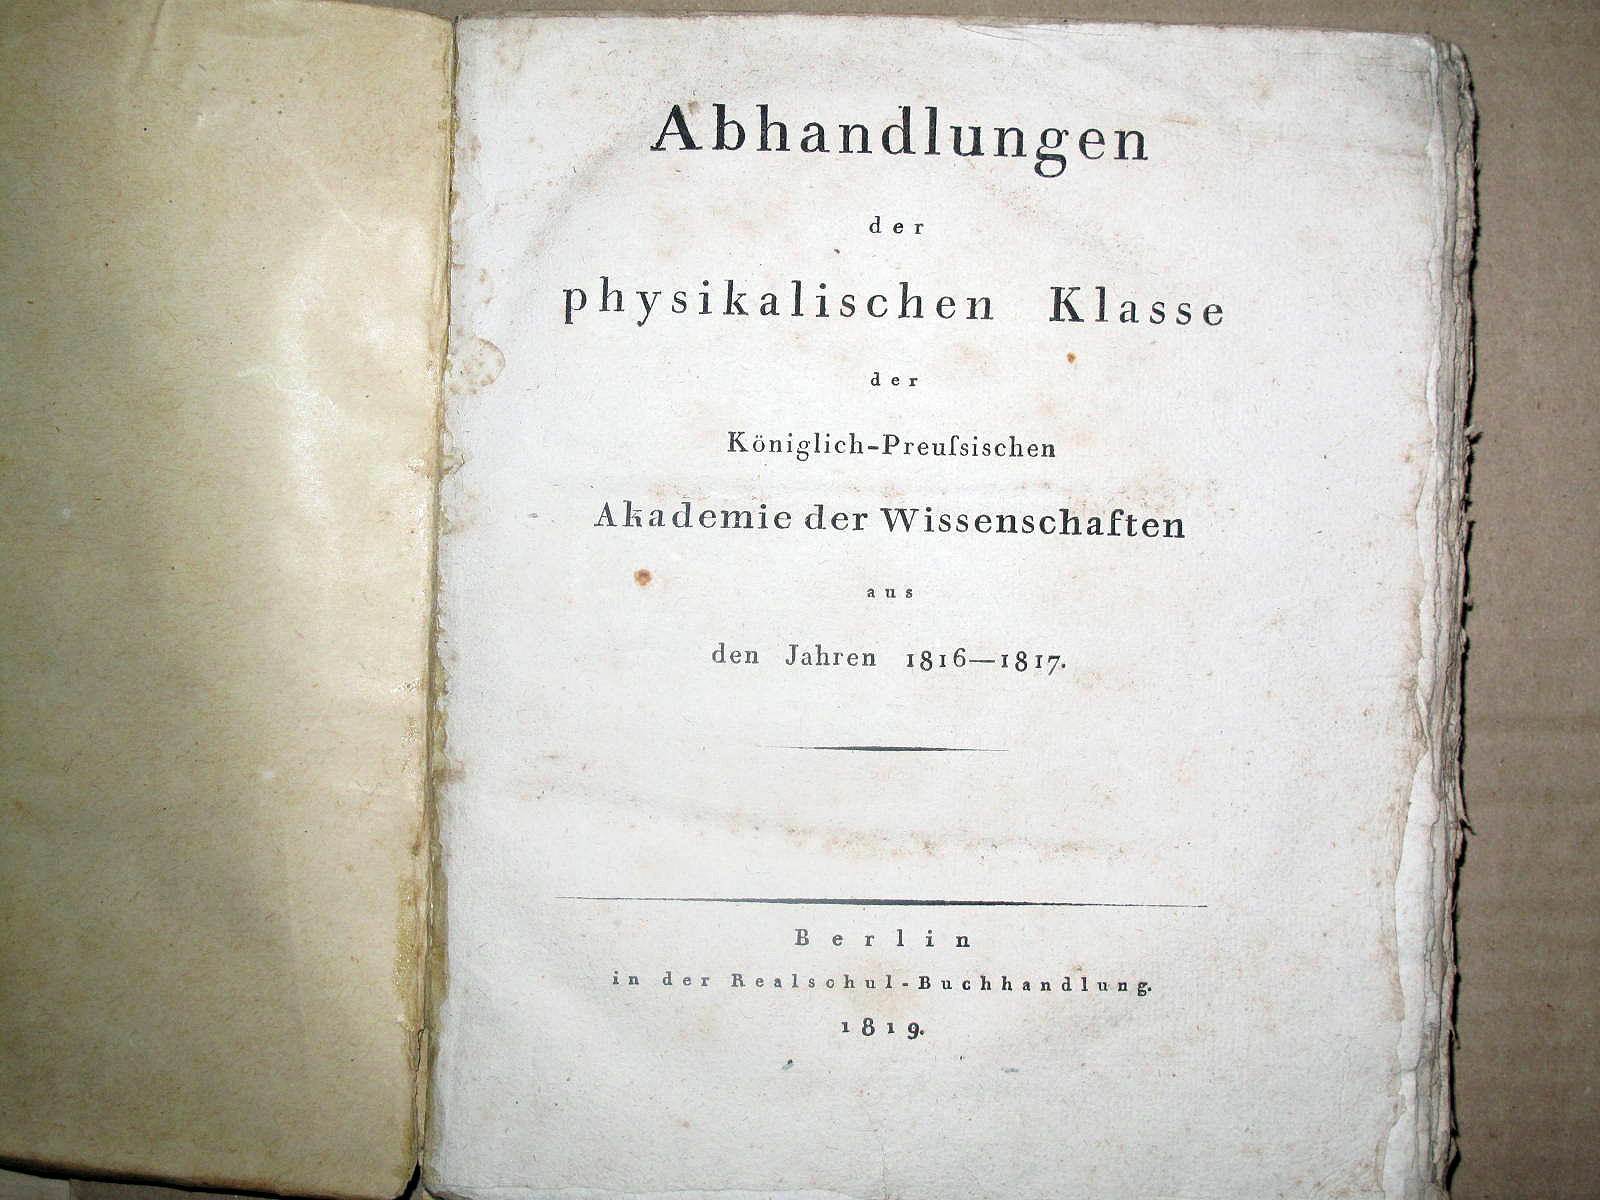 Abhandlungen
der
physikalischen Klasse
der
Königlich-Preuſsischen
Akademie der Wissenschaften
aus
den Jahren 1816—1817.
Berlin
in der Realschul-Buchhandlung.
1819.